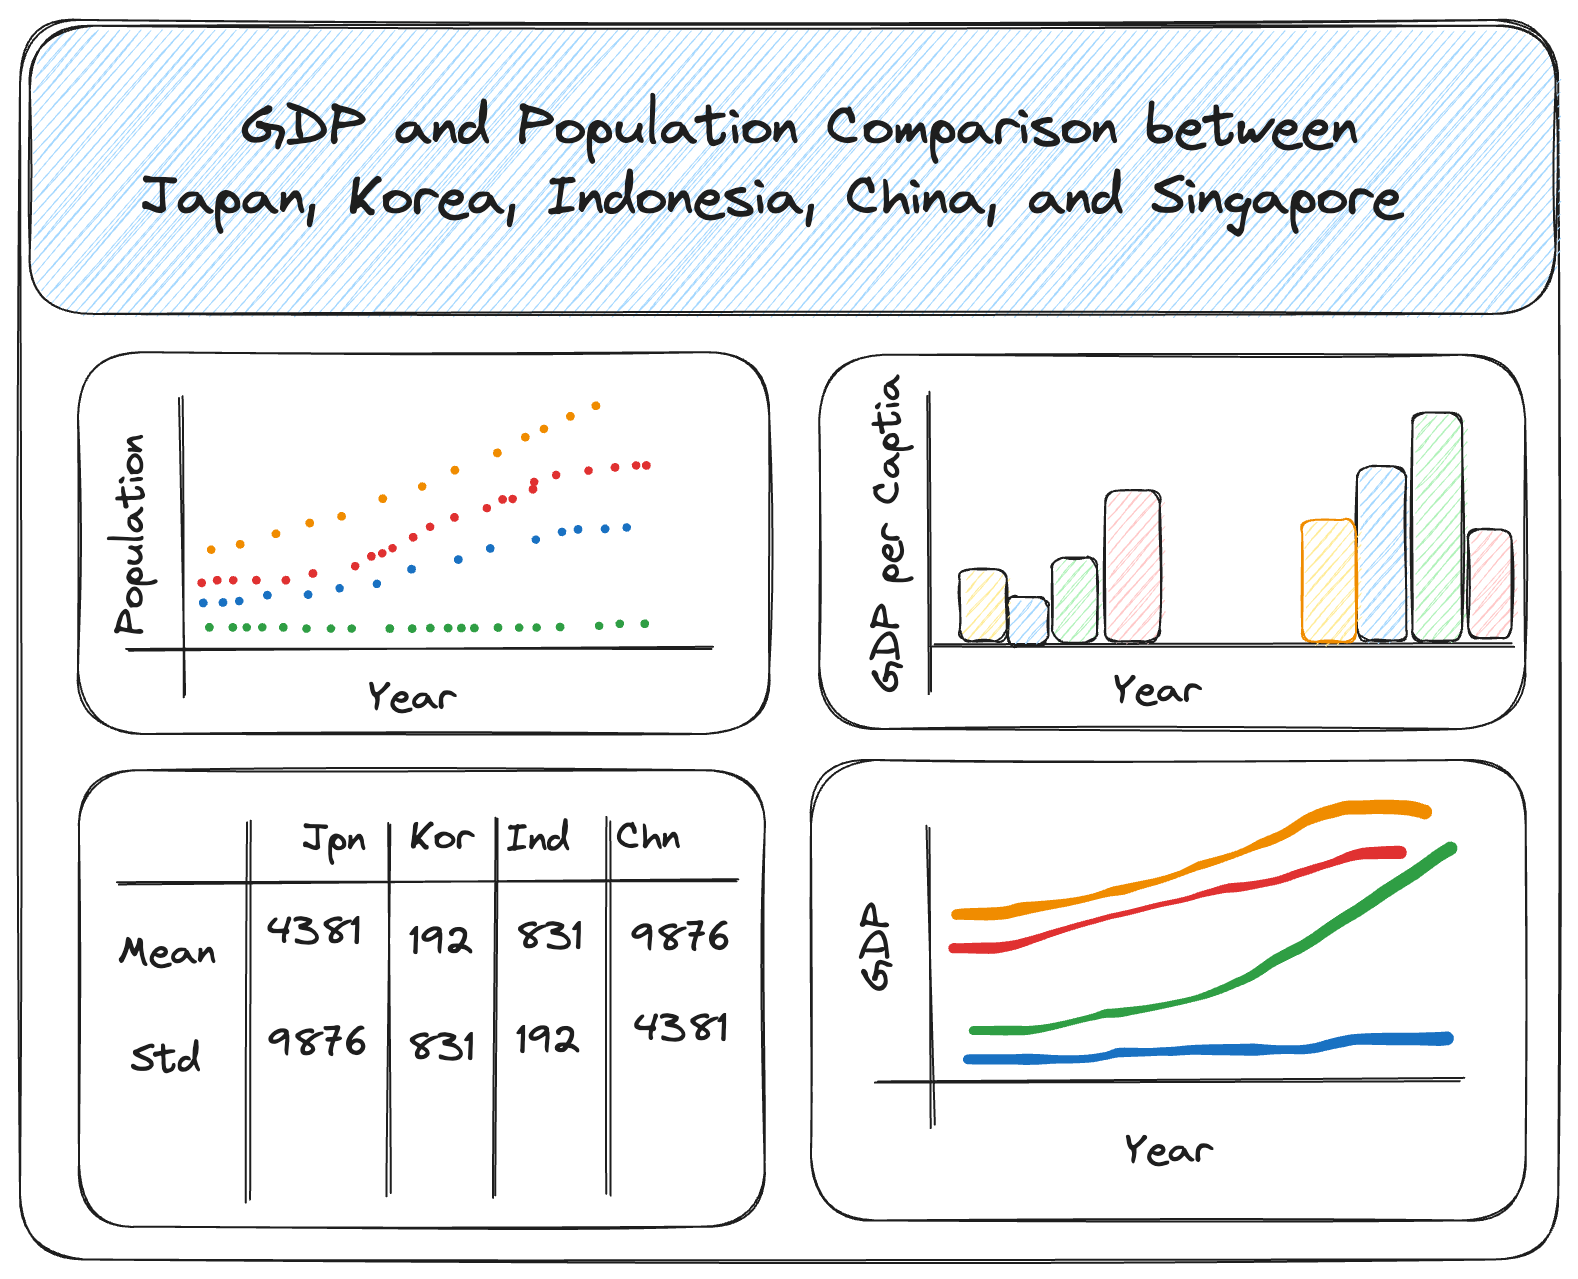 GDP and Population Comparison between
Japan, Korea, Indonesia, China, and Singapore
Population
Year
GDP per Captia
Year
Jpn Kor Ind Chn
Mean 4381 192 831 9876
Std 9876 831 192 4381
GDP
Year